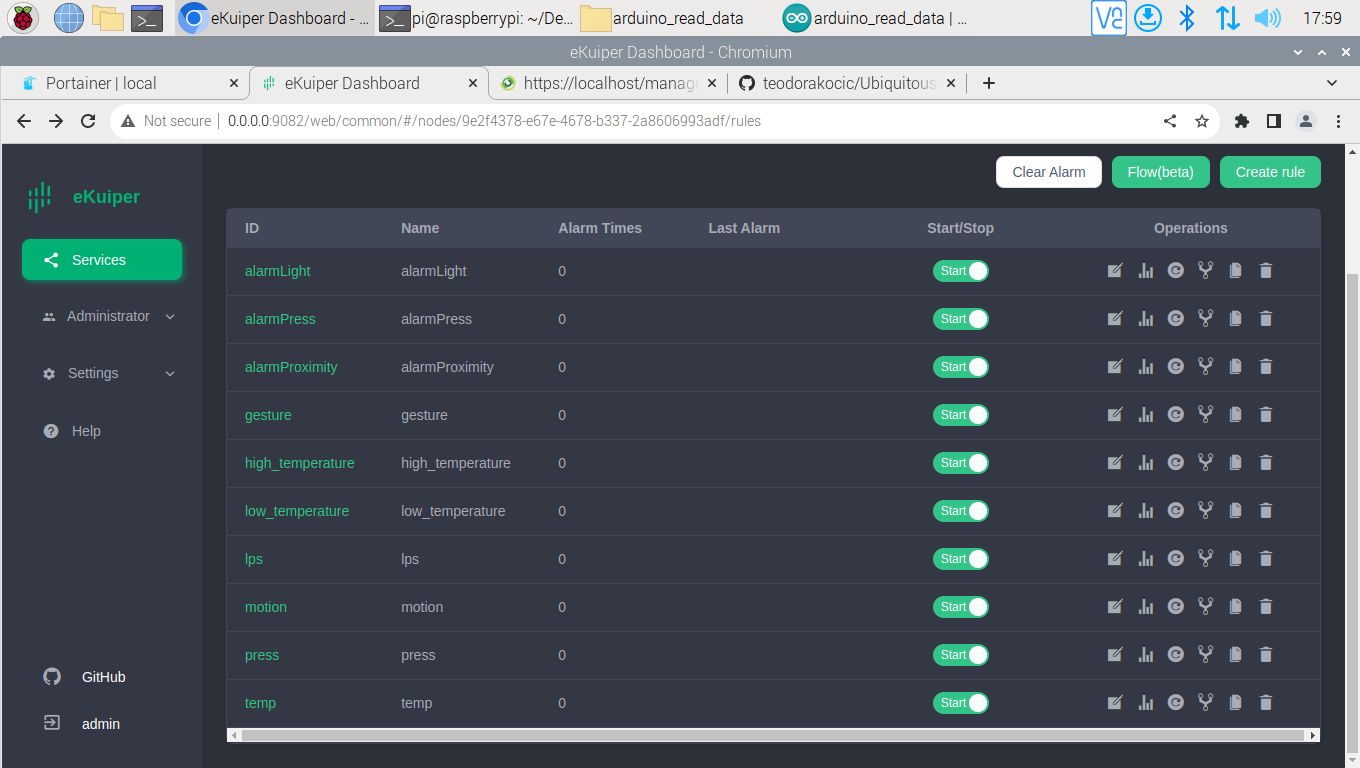 eKuiper Dashboard - ... pi@raspberrypi: ~/De... arduino_read_data arduino_read_data | ... 17:59
eKuiper Dashboard - Chromium
Portainer | local eKuiper Dashboard https://localhost/manag teodorakocic/Ubiquitous
Not secure 0.0.0.0:9082/web/common/#/nodes/9e2f4378-e67e-4678-b337-2a8606993adf/rules
Clear Alarm Flow(beta) Create rule
eKuiper
Services
Administrator
Settings
Help
GitHub
admin
ID Name Alarm Times Last Alarm Start/Stop Operations
alarmLight alarmLight 0 Start
alarmPress alarmPress 0 Start
alarmProximity alarmProximity 0 Start
gesture gesture 0 Start
high_temperature high_temperature 0 Start
low_temperature low_temperature 0 Start
lps lps 0 Start
motion motion 0 Start
press press 0 Start
temp temp 0 Start